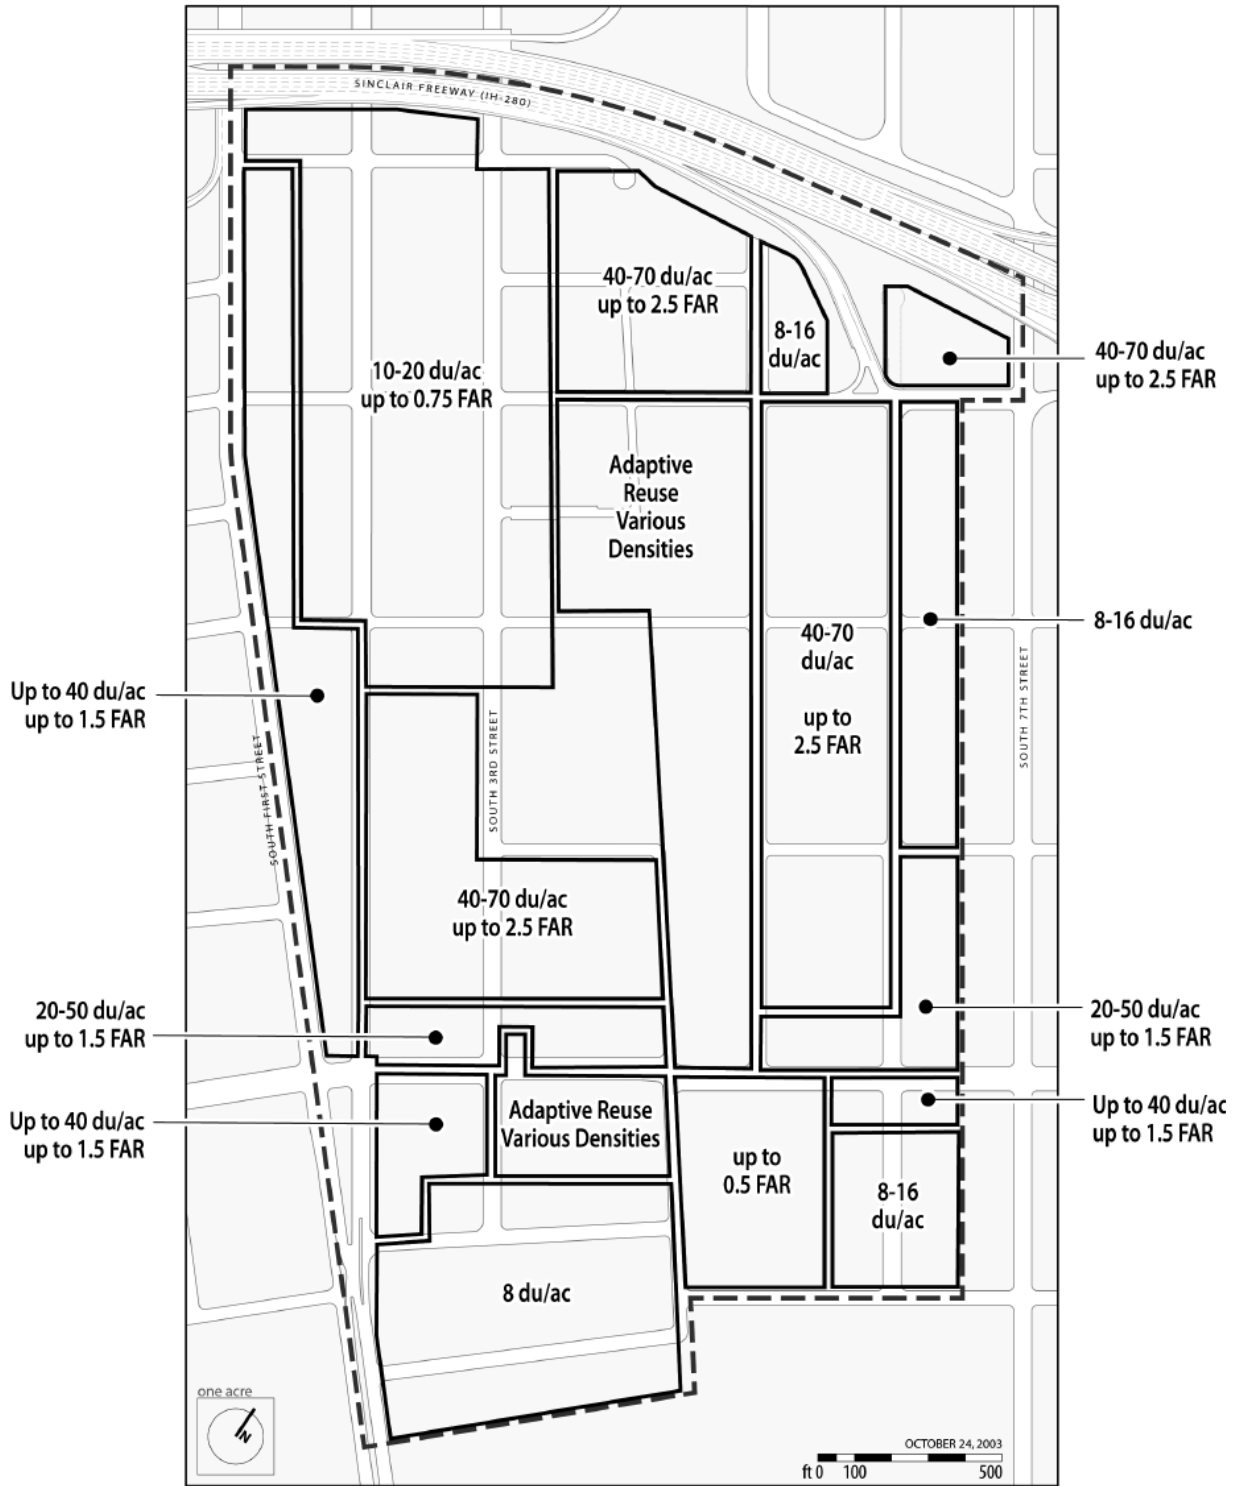 SINCLAIR FREEWAY (IH-280)
40-70 du/ac
up to 2.5 FAR
8-16
du/ac
40-70 du/ac
up to 2.5 FAR
10-20 du/ac
up to 0.75 FAR
Adaptive
Reuse
Various
Densities
8-16 du/ac
40-70
du/ac
up to
2.5 FAR
SOUTH 7TH STREET
Up to 40 du/ac
up to 1.5 FAR
SOUTH FIRST STREET
SOUTH 3RD STREET
40-70 du/ac
up to 2.5 FAR
20-50 du/ac
up to 1.5 FAR
20-50 du/ac
up to 1.5 FAR
Up to 40 du/ac
up to 1.5 FAR
Adaptive Reuse
Various Densities
Up to 40 du/ac
up to 1.5 FAR
up to
0.5 FAR
8-16
du/ac
8 du/ac
one acre
N
OCTOBER 24, 2003
ft 0 100 500